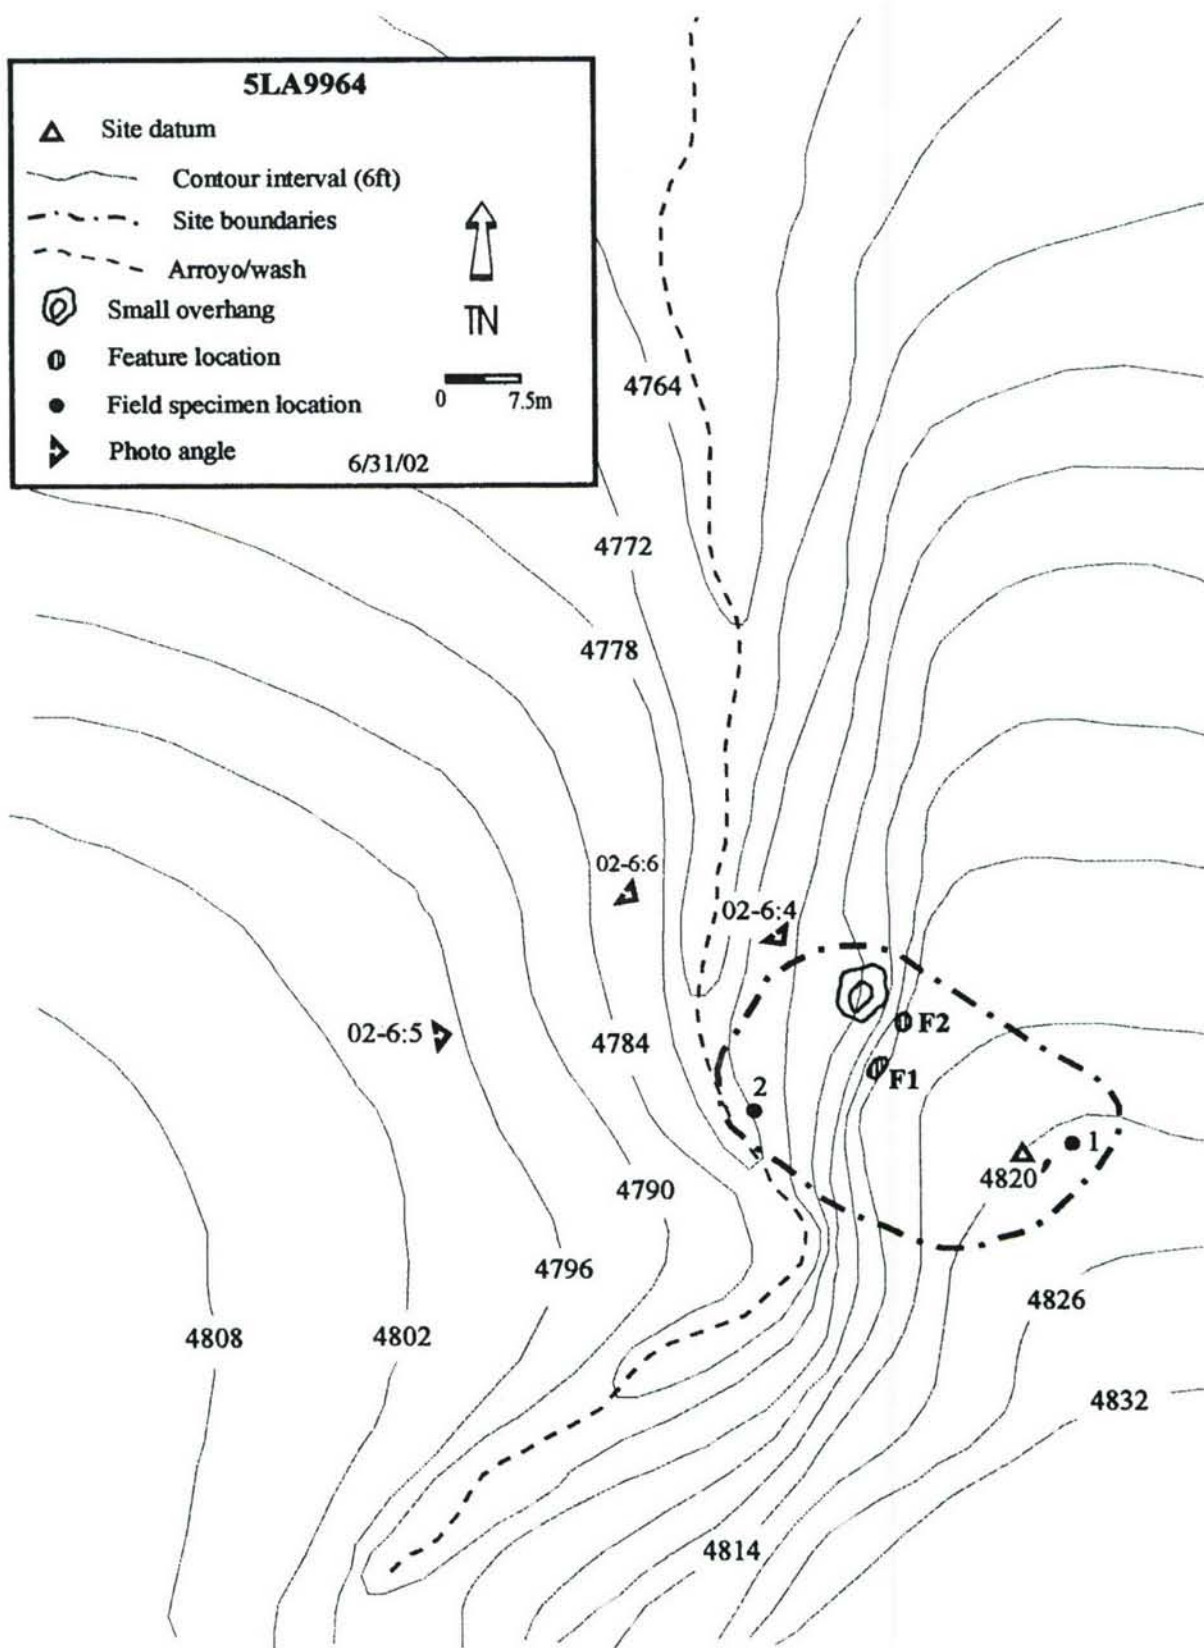 5LA9964
Site datum
Contour interval (6ft)
Site boundaries
Arroyo/wash
Small overhang
TN
Feature location
0 7.5m
Field specimen location
Photo angle
6/31/02
4764
4772
4778
02-6:6
02-6:4
F2
02-6:5
4784
F1
2
1
4820
4790
4796
4826
4808
4802
4832
4814